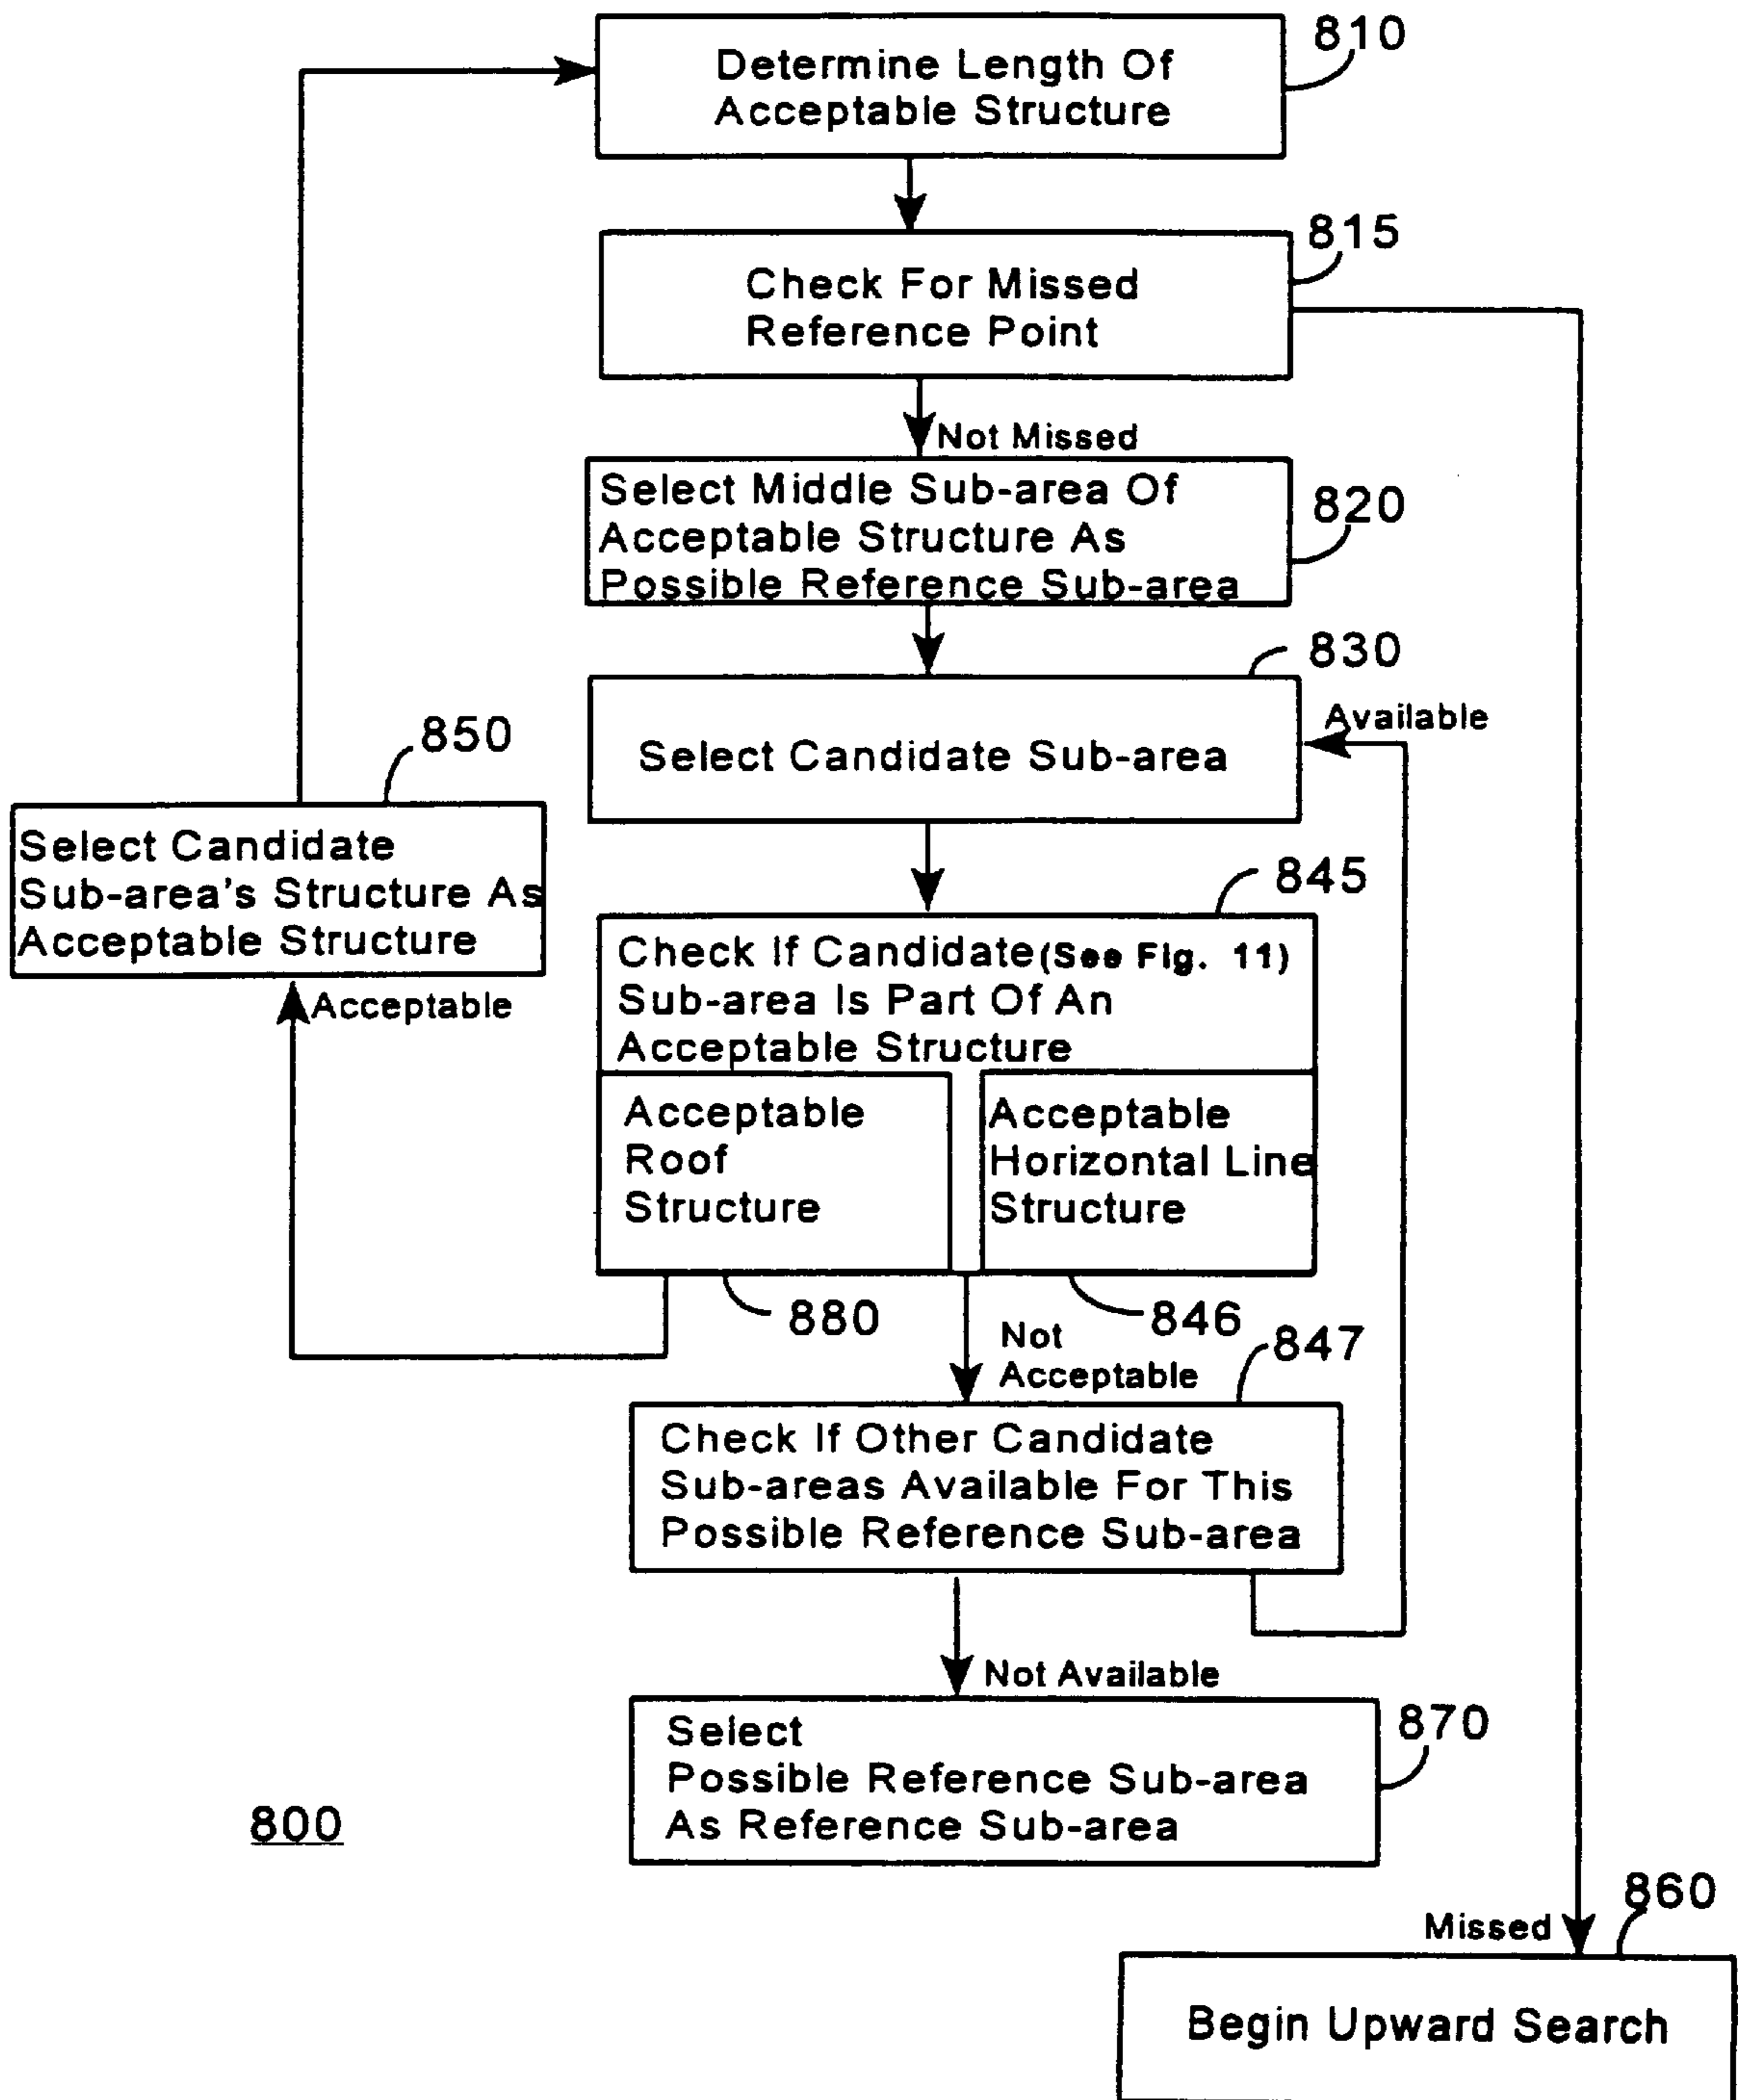 810
Determine Length Of
Acceptable Structure
815
Check For Missed
Reference Point
Not Missed
820
Select Middle Sub-area Of
Acceptable Structure As
Possible Reference Sub-area
830
Available
Select Candidate Sub-area
850
Select Candidate
Sub-area's Structure As
Acceptable Structure
Acceptable
845
Check If Candidate(See Fig. 11)
Sub-area Is Part Of An
Acceptable Structure
Acceptable
Roof
Structure
Acceptable
Horizontal Line
Structure
880
846
Not
Acceptable
847
Check If Other Candidate
Sub-areas Available For This
Possible Reference Sub-area
Not Available
870
Select
Possible Reference Sub-area
As Reference Sub-area
800
860
Missed
Begin Upward Search